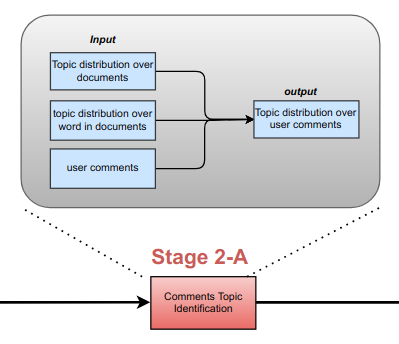 Input
Topic distribution over
documents
topic distribution over
word in documents
user comments
output
Topic distribution over
user comments
Stage 2-A
Comments Topic
Identification